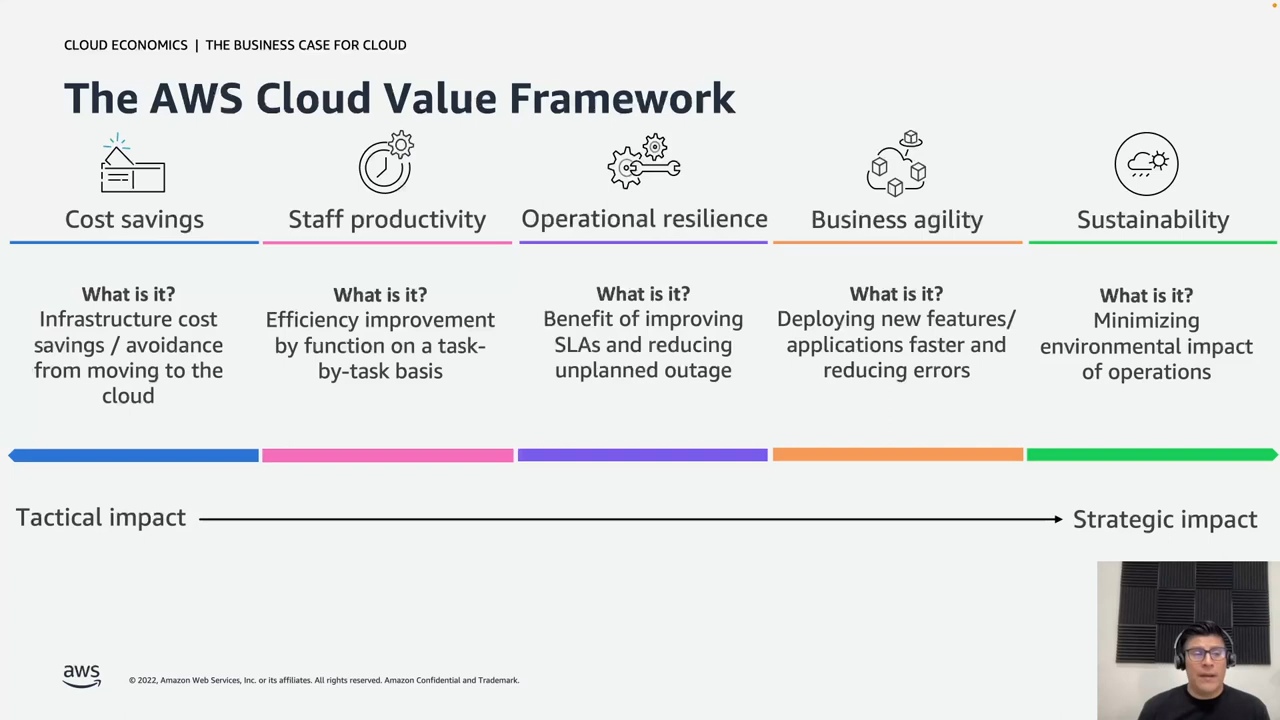 CLOUD ECONOMICS | THE BUSINESS CASE FOR CLOUD
The AWS Cloud Value Framework
Cost savings
Staff productivity
Operational resilience
Business agility
Sustainability
What is it?
Infrastructure cost
savings / avoidance
from moving to the
cloud
What is it?
Efficiency improvement
by function on a task-
by-task basis
What is it?
Benefit of improving
SLAs and reducing
unplanned outage
What is it?
Deploying new features/
applications faster and
reducing errors
What is it?
Minimizing
environmental impact
of operations
Tactical impact
Strategic impact
aws
© 2022, Amazon Web Services, Inc. or its affiliates. All rights reserved. Amazon Confidential and Trademark.